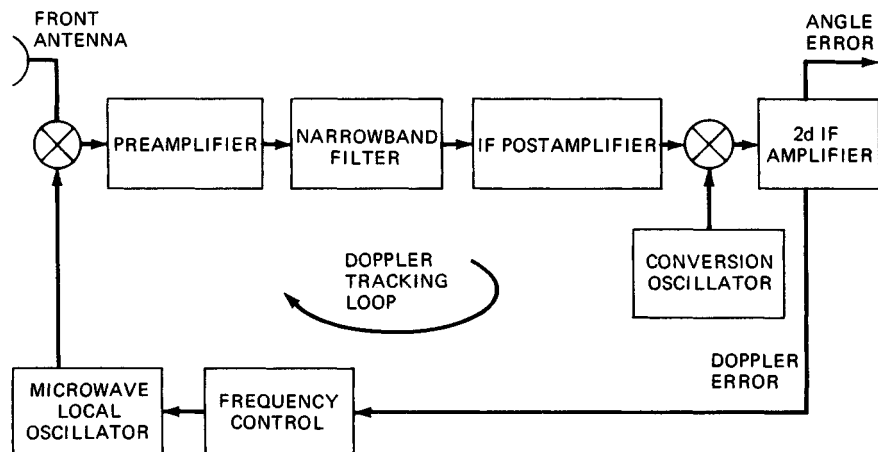 FRONT
ANTENNA
ANGLE
ERROR
PREAMPLIFIER
NARROWBAND
FILTER
IF POSTAMPLIFIER
2d IF
AMPLIFIER
CONVERSION
OSCILLATOR
DOPPLER
TRACKING
LOOP
DOPPLER
ERROR
MICROWAVE
LOCAL
OSCILLATOR
FREQUENCY
CONTROL